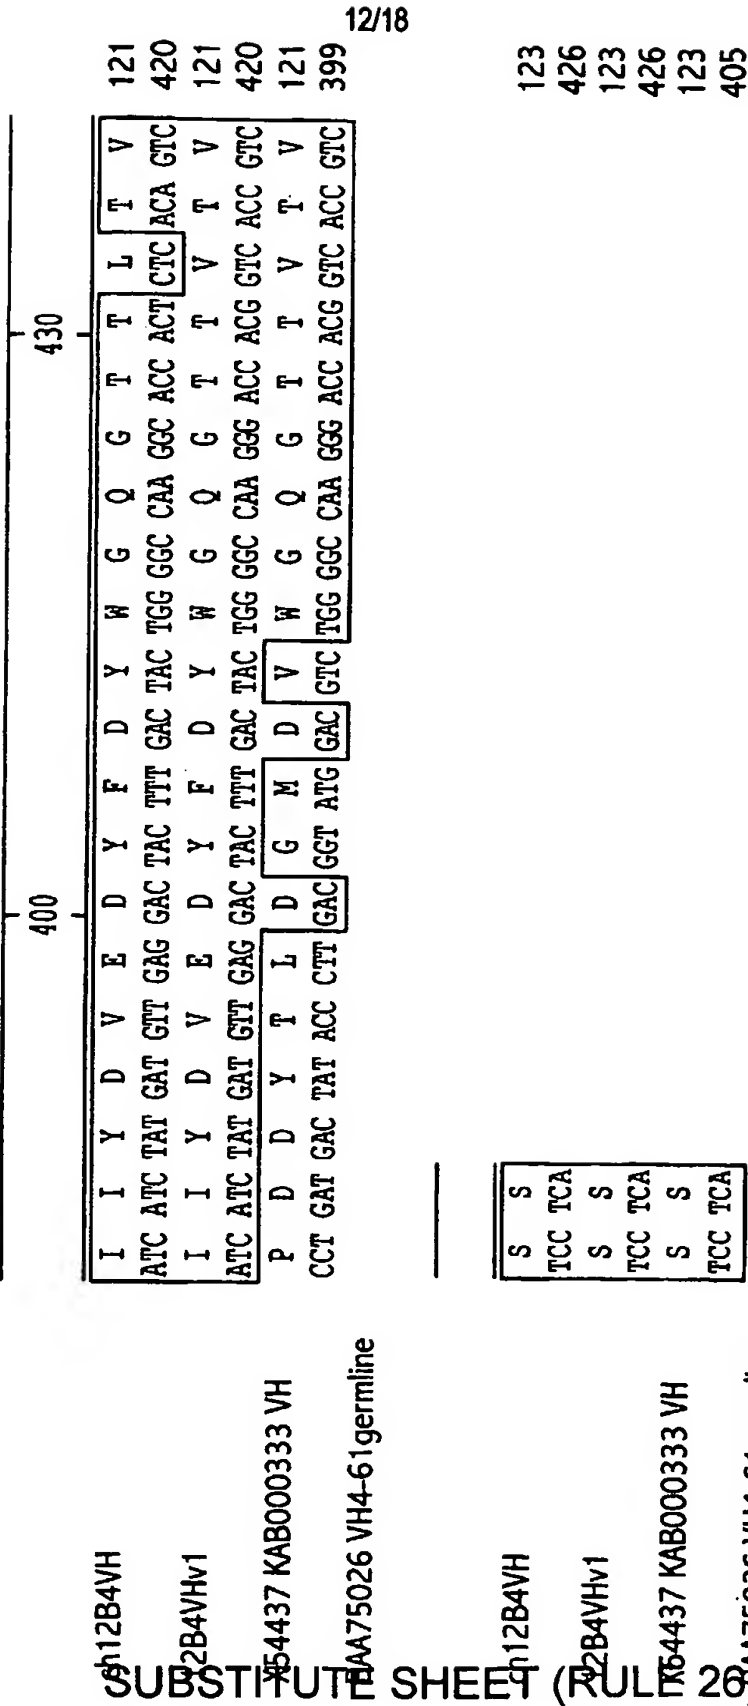 12/18
400 430
I I Y D V E D Y F D Y W G Q G T T L T V 121
ch12B4VH ATC ATC TAT GAT GTT GAG GAC TAC TTT GAC TAC TGG GGC CAA GGC ACC ACT CTC ACA GTC 420
I I Y D V E D Y F D Y W G Q G T T V T V 121
12B4VHv1 ATC ATC TAT GAT GTT GAG GAC TAC TTT GAC TAC TGG GGC CAA GGG ACC ACG GTC ACC GTC 420
P D D Y T L D G M D V W G Q G T T V T V 121
KAB000333 VH CCT GAT GAC TAT ACC CTT GAC GGT ATG GAC GTC TGG GGC CAA GGG ACC ACG GTC ACC GTC 399
VH4-61germline
S S 123
ch12B4VH TCC TCA 426
S S 123
12B4VHv1 TCC TCA 426
S S 123
KAB000333 VH TCC TCA 405
SUBSTITUTE SHEET (RULE 26)